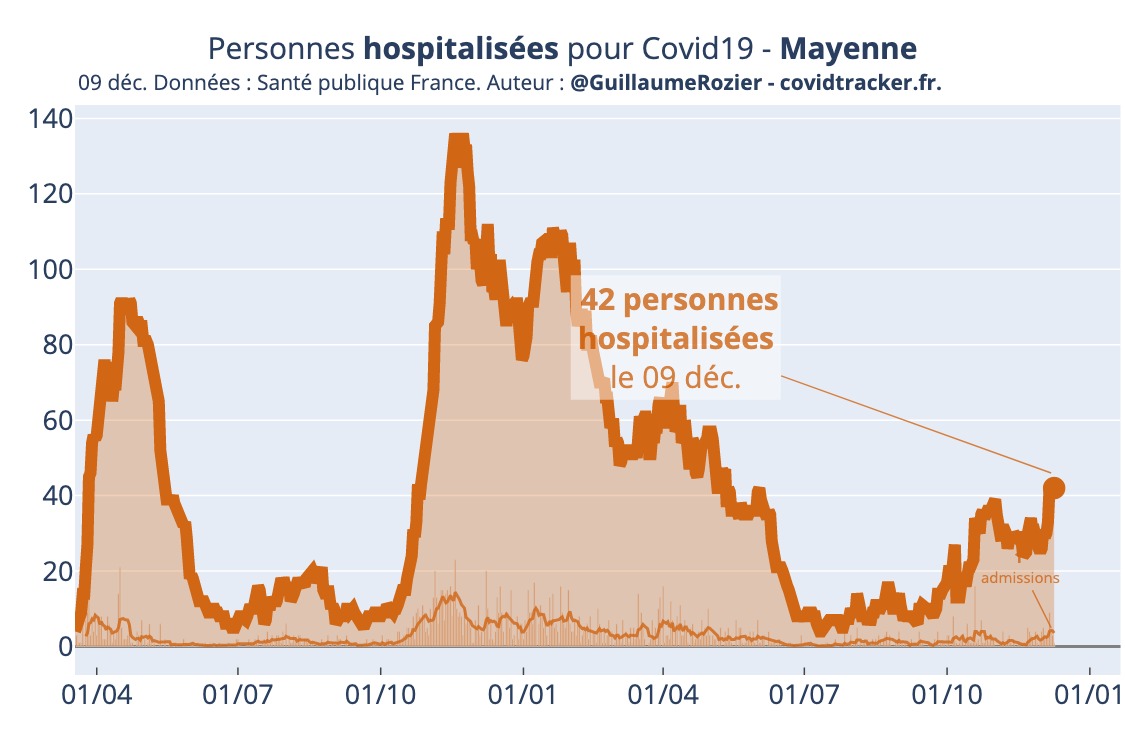 Personnes hospitalisées pour Covid19 - Mayenne
09 déc. Données : Santé publique France. Auteur : @GuillaumeRozier - covidtracker.fr.
140
120
100
80
60
40
20
0
42 personnes
hospitalisées
le 09 déc.
admissions
01/04 01/07 01/10 01/01 01/04 01/07 01/10 01/01